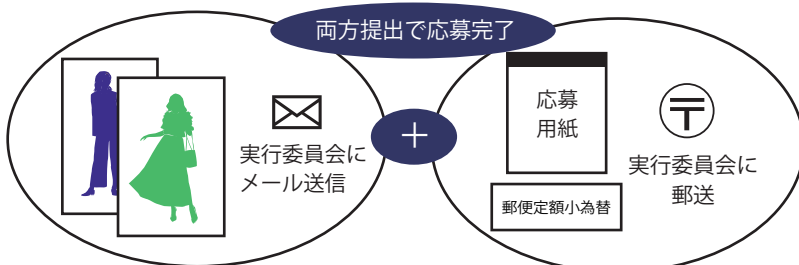 両方提出で応募完了
実行委員会に
メール送信
＋
応募
用紙
郵便定額小為替
〒
実行委員会に
郵送